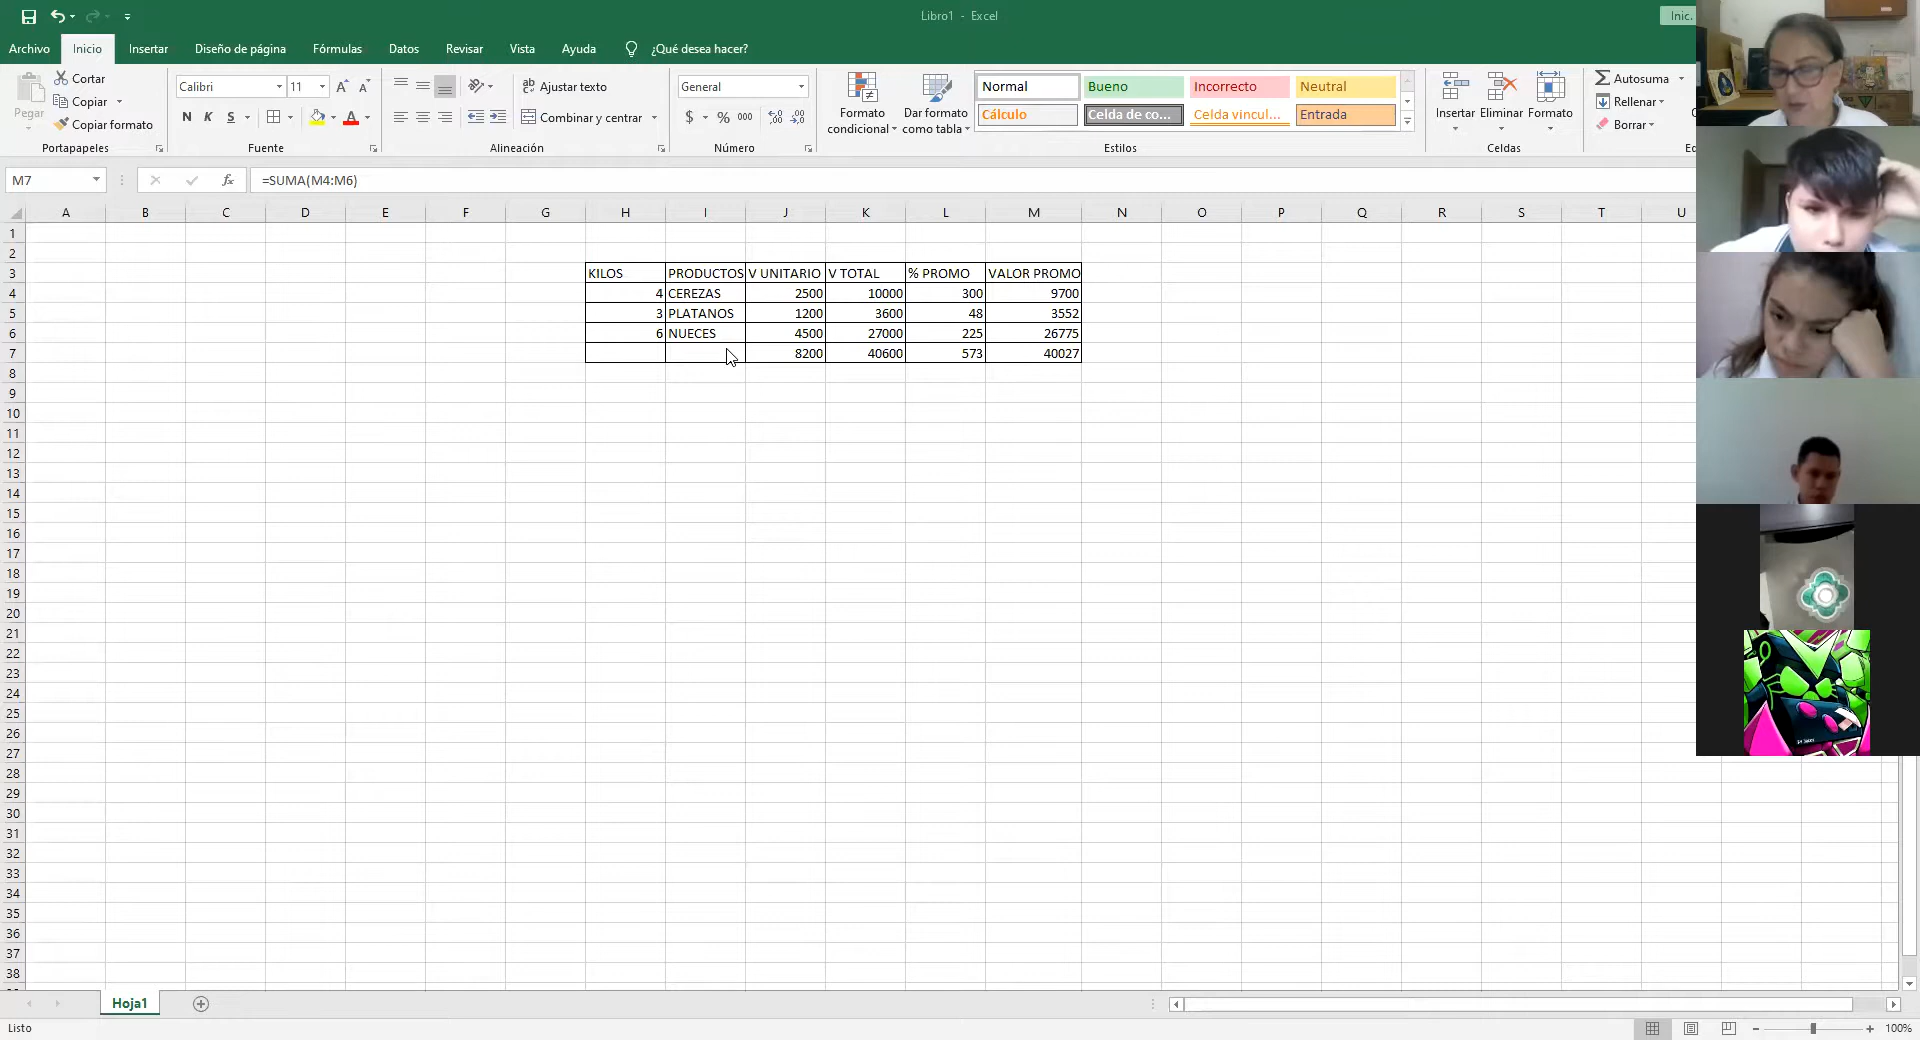 Libro1 - Excel
Inic.
Archivo Inicio Insertar Diseño de página Fórmulas Datos Revisar Vista Ayuda ¿Qué desea hacer?
Pegar
Cortar
Copiar
Copiar formato
Portapapeles
Calibri 11
N K S
Fuente
Ajustar texto
Combinar y centrar
Alineación
General
$ % 000
Número
Formato condicional
Dar formato como tabla
Normal Bueno Incorrecto Neutral
Cálculo Celda de co... Celda vincul... Entrada
Estilos
Insertar Eliminar Formato
Celdas
Autosuma
Rellenar
Borrar
M7 fx =SUMA(M4:M6)
A B C D E F G H I J K L M N O P Q R S T U
1
2
3 KILOS PRODUCTOS V UNITARIO V TOTAL % PROMO VALOR PROMO
4 4 CEREZAS 2500 10000 300 9700
5 3 PLATANOS 1200 3600 48 3552
6 6 NUECES 4500 27000 225 26775
7 8200 40600 573 40027
8
9
10
11
12
13
14
15
16
17
18
19
20
21
22
23
24
25
26
27
28
29
30
31
32
33
34
35
36
37
38
Hoja1
Listo
100%